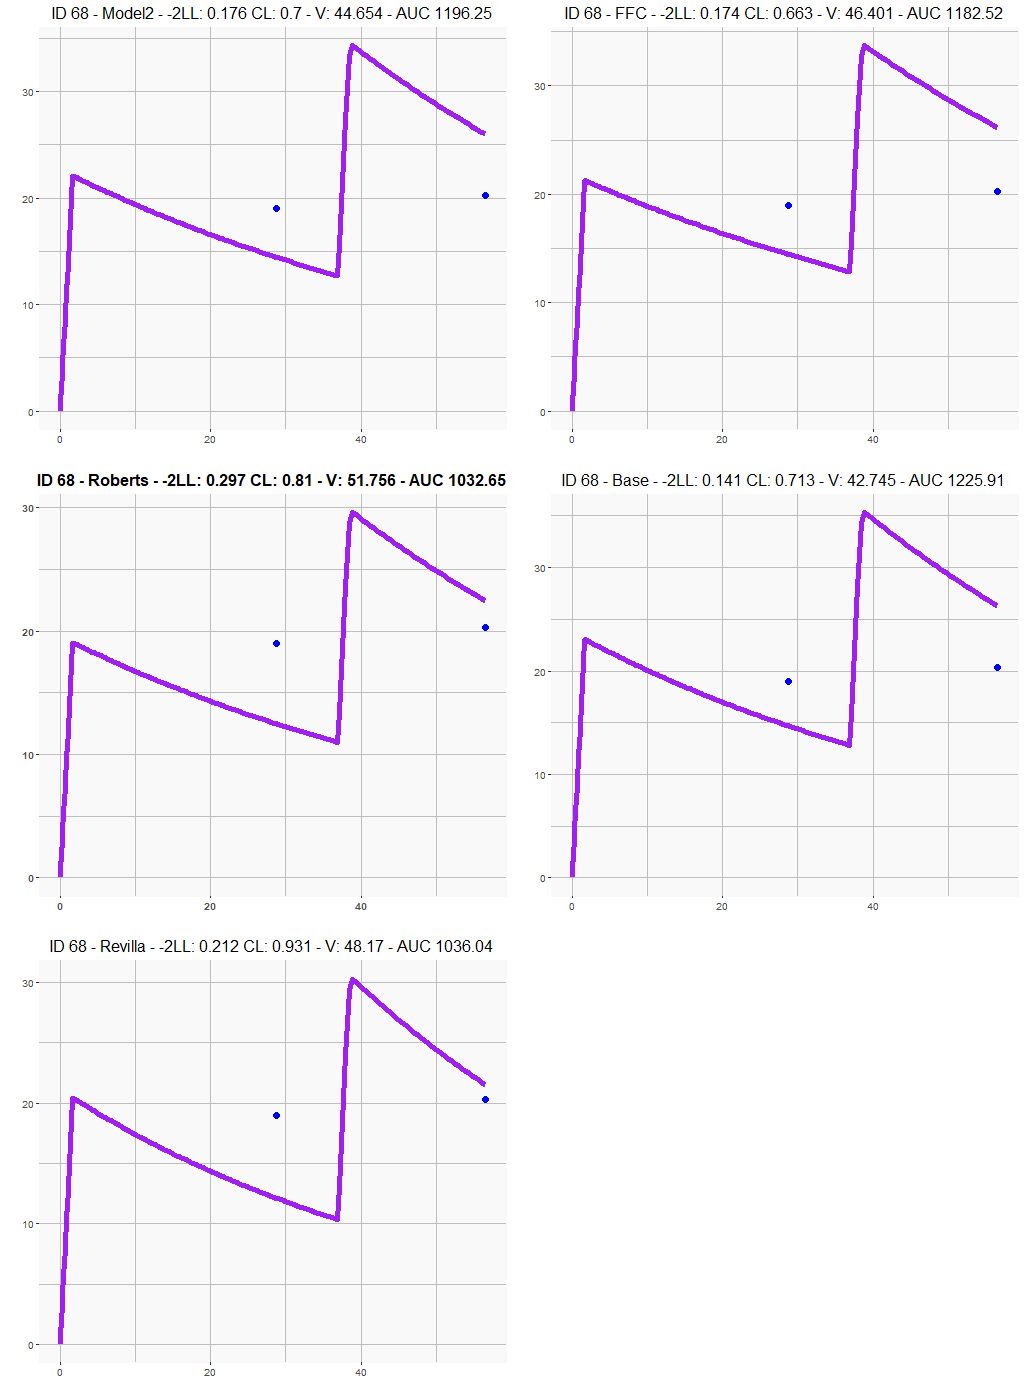 ID 68 - Model2 - -2LL: 0.176 CL: 0.7 - V: 44.654 - AUC 1196.25
30
20
10
0
0 20 40
ID 68 - FFC - -2LL: 0.174 CL: 0.663 - V: 46.401 - AUC 1182.52
30
20
10
0
0 20 40
ID 68 - Roberts - -2LL: 0.297 CL: 0.81 - V: 51.756 - AUC 1032.65
30
20
10
0
0 20 40
ID 68 - Base - -2LL: 0.141 CL: 0.713 - V: 42.745 - AUC 1225.91
30
20
10
0
0 20 40
ID 68 - Revilla - -2LL: 0.212 CL: 0.931 - V: 48.17 - AUC 1036.04
30
20
10
0
0 20 40